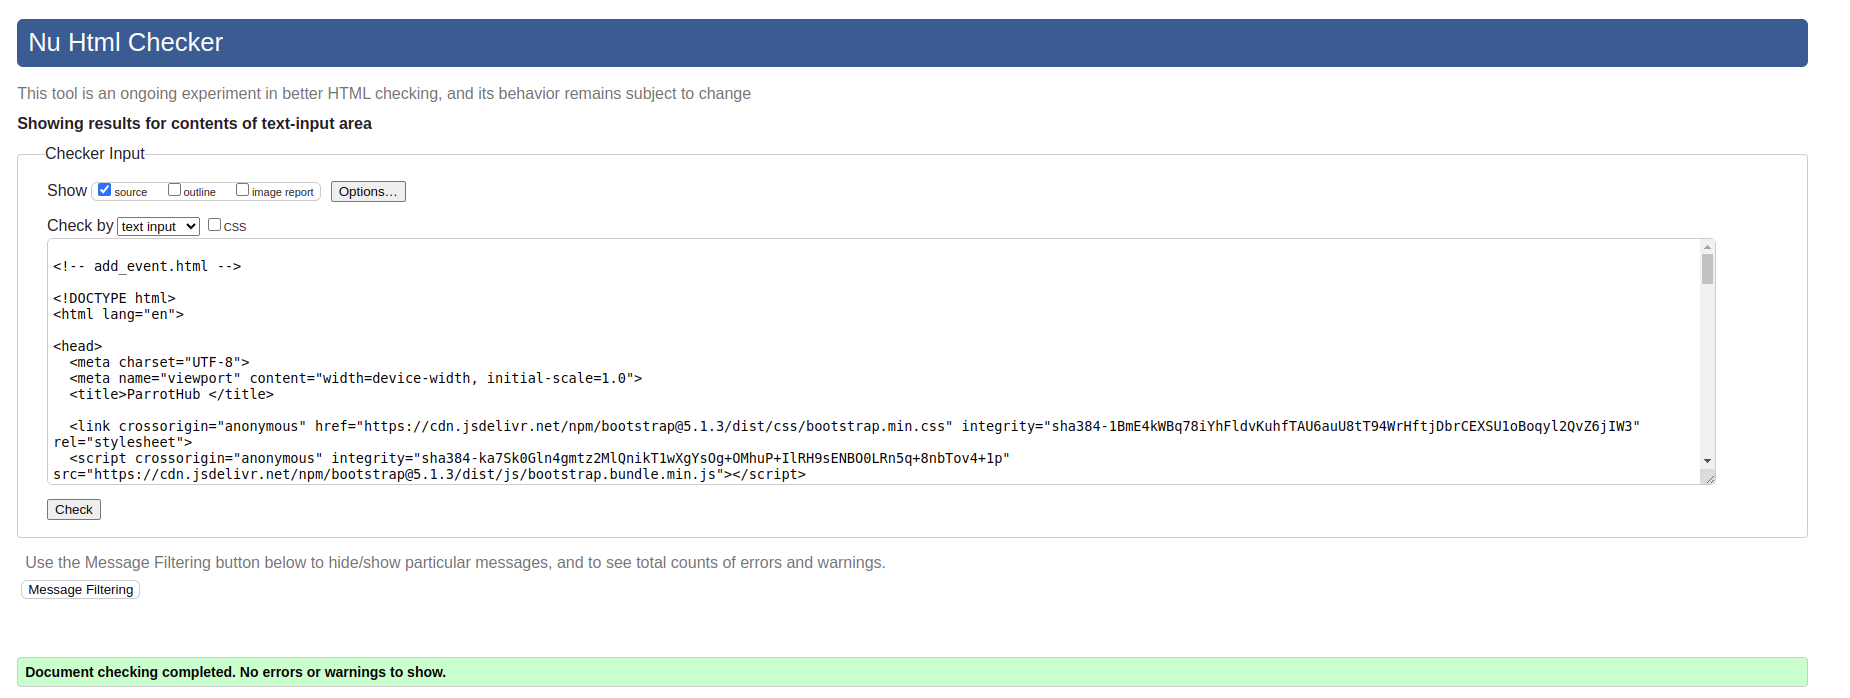 Nu Html Checker
This tool is an ongoing experiment in better HTML checking, and its behavior remains subject to change
Showing results for contents of text-input area
Checker Input
Show source outline image report Options...
Check by text input CSS
<!-- add_event.html -->
<!DOCTYPE html>
<html lang="en">
<head>
<meta charset="UTF-8">
<meta name="viewport" content="width=device-width, initial-scale=1.0">
<title>ParrotHub </title>
<link crossorigin="anonymous" href="https://cdn.jsdelivr.net/npm/bootstrap@5.1.3/dist/css/bootstrap.min.css" integrity="sha384-1BmE4kWBq78iYhFldvKuhfTAU6auU8tT94WrHftjDbrCEXSU1oBoqyl2QvZ6jIW3"
rel="stylesheet">
<script crossorigin="anonymous" integrity="sha384-ka7Sk0Gln4gmtz2MlQnikT1wXgYsOg+OMhuP+IlRH9sENBO0LRn5q+8nbTov4+1p"
src="https://cdn.jsdelivr.net/npm/bootstrap@5.1.3/dist/js/bootstrap.bundle.min.js"></script>
Check
Use the Message Filtering button below to hide/show particular messages, and to see total counts of errors and warnings.
Message Filtering
Document checking completed. No errors or warnings to show.